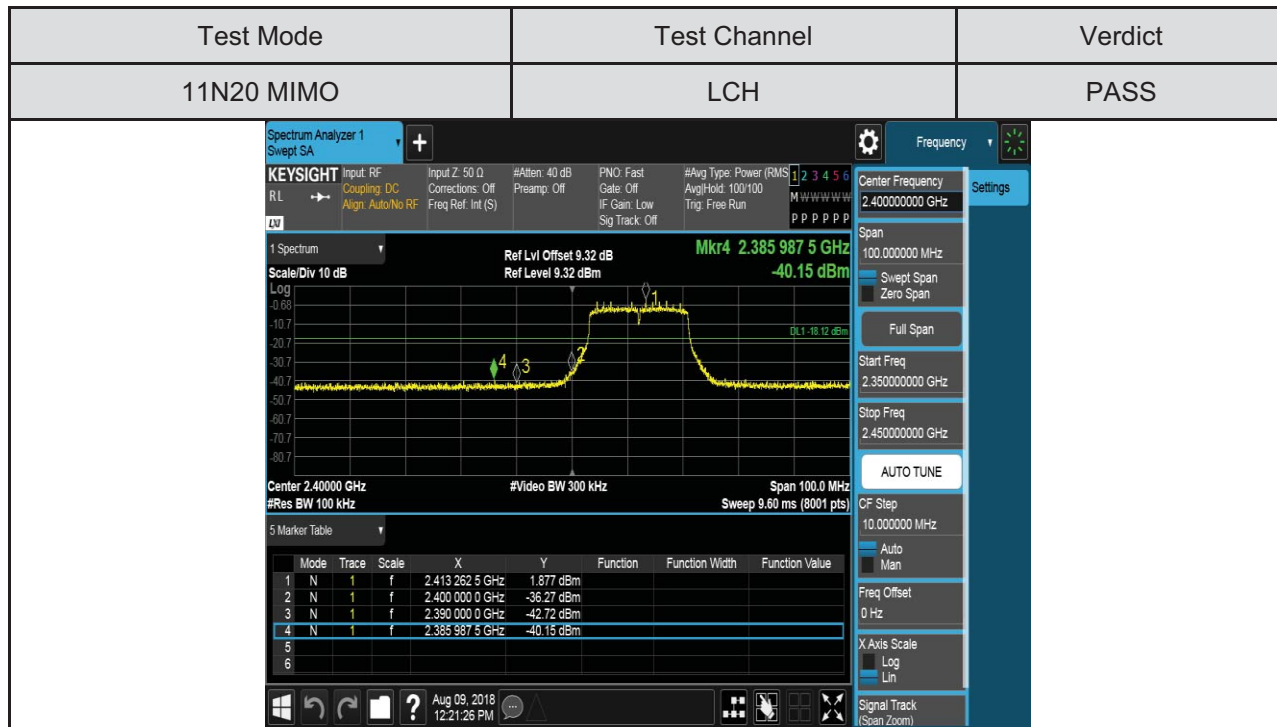 Test Mode Test Channel Verdict
11N20 MIMO LCH PASS
Spectrum Analyzer 1
Swept SA
+
Frequency
KEYSIGHT
RL
LXI
Input: RF
Coupling: DC
Align: Auto/No RF
Input Z: 50 Ω
Corrections: Off
Freq Ref: Int (S)
#Atten: 40 dB
Preamp: Off
PNO: Fast
Gate: Off
IF Gain: Low
Sig Track: Off
#Avg Type: Power (RMS
Avg|Hold: 100/100
Trig: Free Run
1 2 3 4 5 6
M W W W W W
P P P P P P
1 Spectrum
Scale/Div 10 dB
Ref Lvl Offset 9.32 dB
Ref Level 9.32 dBm
Mkr4 2.385 987 5 GHz
-40.15 dBm
Log
-0.68
-10.7
-20.7
-30.7
-40.7
-50.7
-60.7
-70.7
-80.7
1
DL1 -18.12 dBm
2
4
3
Center 2.40000 GHz
#Res BW 100 kHz
#Video BW 300 kHz
Span 100.0 MHz
Sweep 9.60 ms (8001 pts)
5 Marker Table
Mode Trace Scale X Y Function Function Width Function Value
1 N 1 f 2.413 262 5 GHz 1.877 dBm
2 N 1 f 2.400 000 0 GHz -36.27 dBm
3 N 1 f 2.390 000 0 GHz -42.72 dBm
4 N 1 f 2.385 987 5 GHz -40.15 dBm
5
6
?
Aug 09, 2018
12:21:26 PM
Settings
Center Frequency
2.400000000 GHz
Span
100.000000 MHz
Swept Span
Zero Span
Full Span
Start Freq
2.350000000 GHz
Stop Freq
2.450000000 GHz
AUTO TUNE
CF Step
10.000000 MHz
Auto
Man
Freq Offset
0 Hz
X Axis Scale
Log
Lin
Signal Track
(Span Zoom)